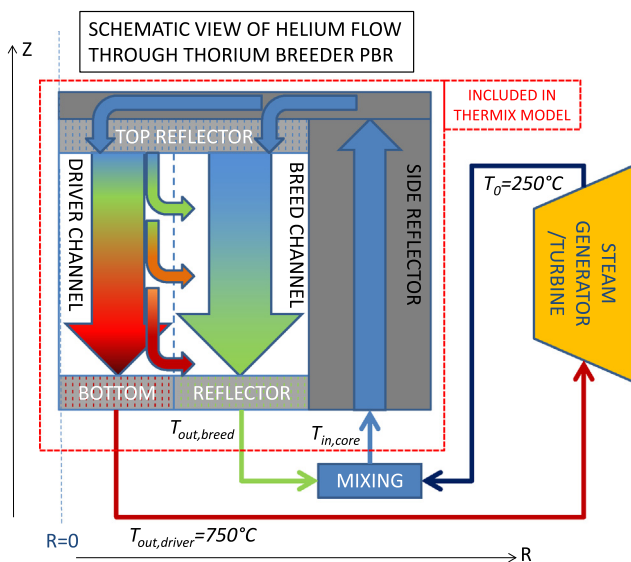 SCHEMATIC VIEW OF HELIUM FLOW
THROUGH THORIUM BREEDER PBR
Z
INCLUDED IN
THERMIX MODEL
TOP REFLECTOR
DRIVER CHANNEL
BREED CHANNEL
SIDE REFLECTOR
T0=250°C
STEAM
GENERATOR
/TURBINE
BOTTOM
REFLECTOR
Tout,breed
Tin,core
MIXING
R=0
Tout,driver=750°C
R